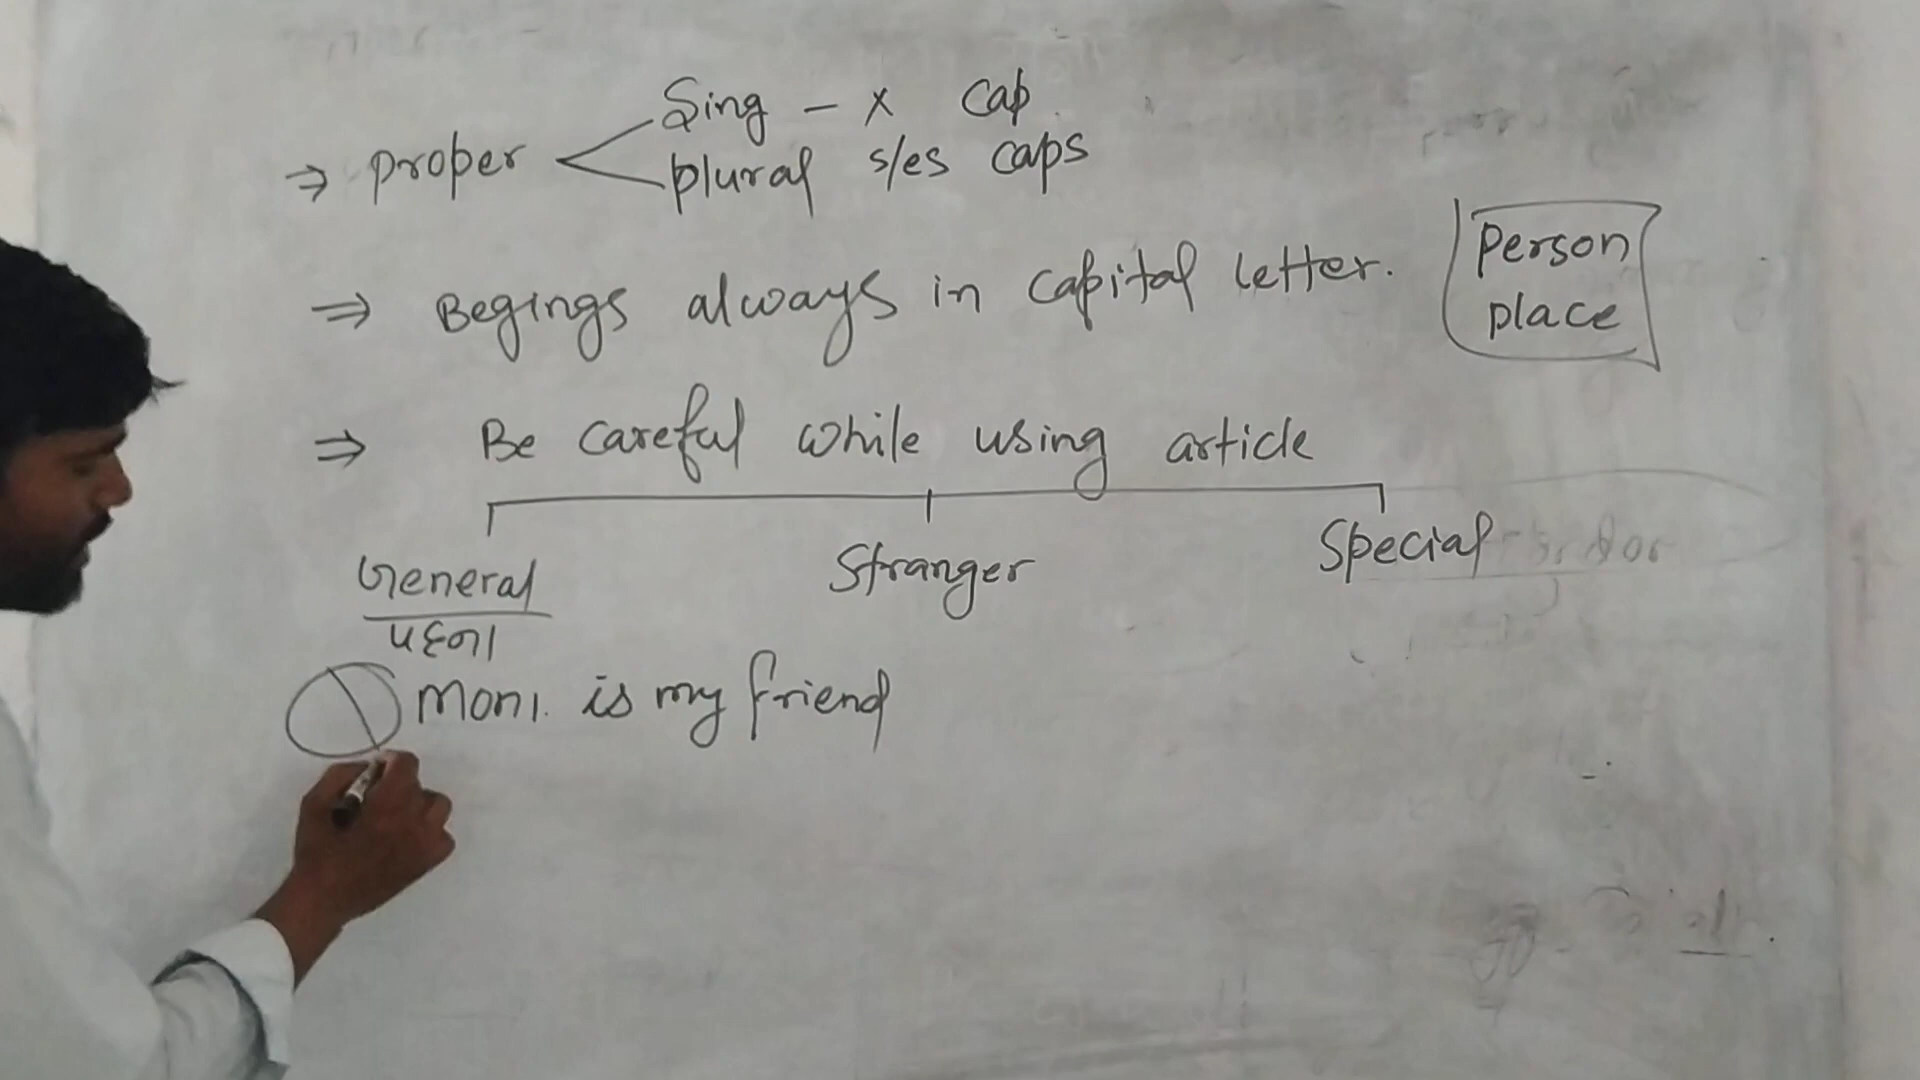 Sing - x Cap
⇒ proper
plural s/es caps
⇒ Begings always in capital letter.
Person
place
⇒ Be careful while using article
General Stranger Special
Moni. is my friend